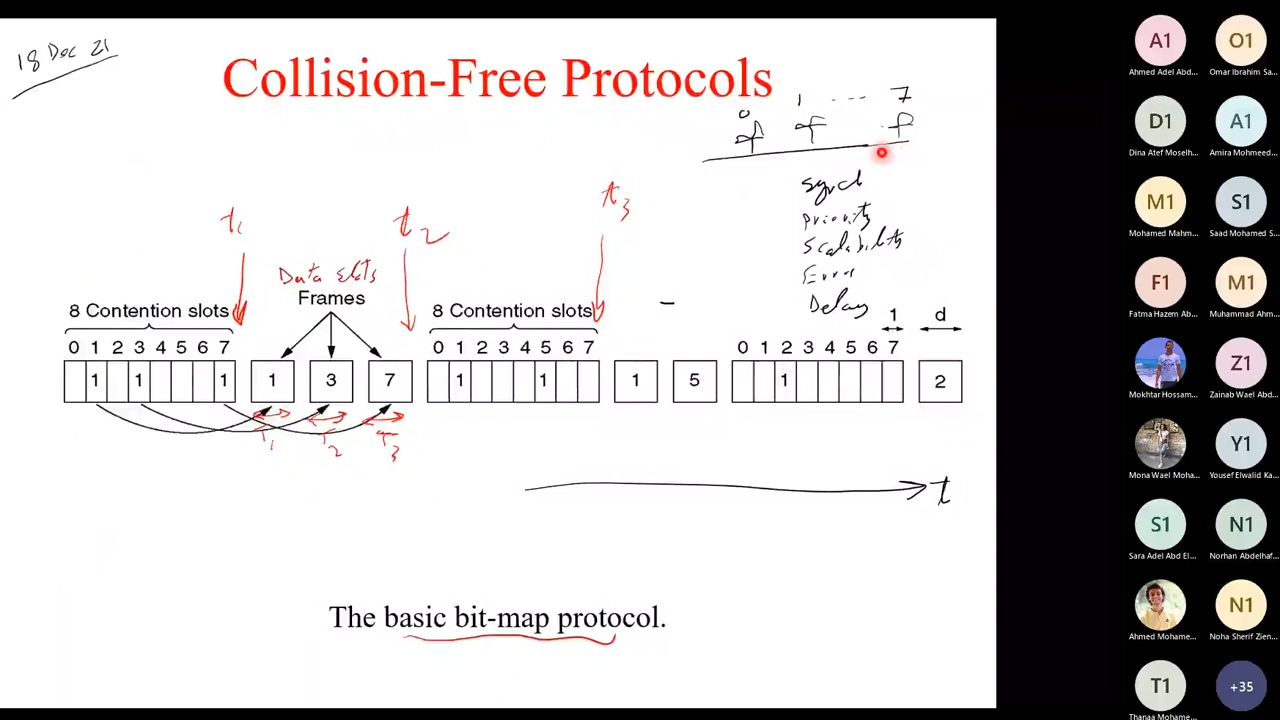 18 Dec 21
Collision-Free Protocols
0 1 --- 7
t1
t2
t3
Synch
Priority
Scalability
Error
Delay
Data slots
Frames
8 Contention slots
8 Contention slots
1
d
0 1 2 3 4 5 6 7
0 1 2 3 4 5 6 7
0 1 2 3 4 5 6 7
1 1 1 1 3 7 1 1 1 5 1 2
T1 T2 T3
t
The basic bit-map protocol.
A1
O1
Ahmed Adel Abd...
Omar Ibrahim Sa...
D1
A1
Dina Atef Moselh...
Amira Mohmeed...
M1
S1
Mohamed Mahm...
Saad Mohamed S...
F1
M1
Fatma Hazem Ab...
Muhammad Ahm...
Z1
Mokhtar Hossam...
Zainab Wael Abd...
Y1
Mona Wael Moha...
Yousef Elwalid Ka...
S1
N1
Sara Adel Abd El...
Norhan Abdelhaf...
N1
Ahmed Mohame...
Noha Sherif Zien...
T1
+35
Thanaa Mohame...